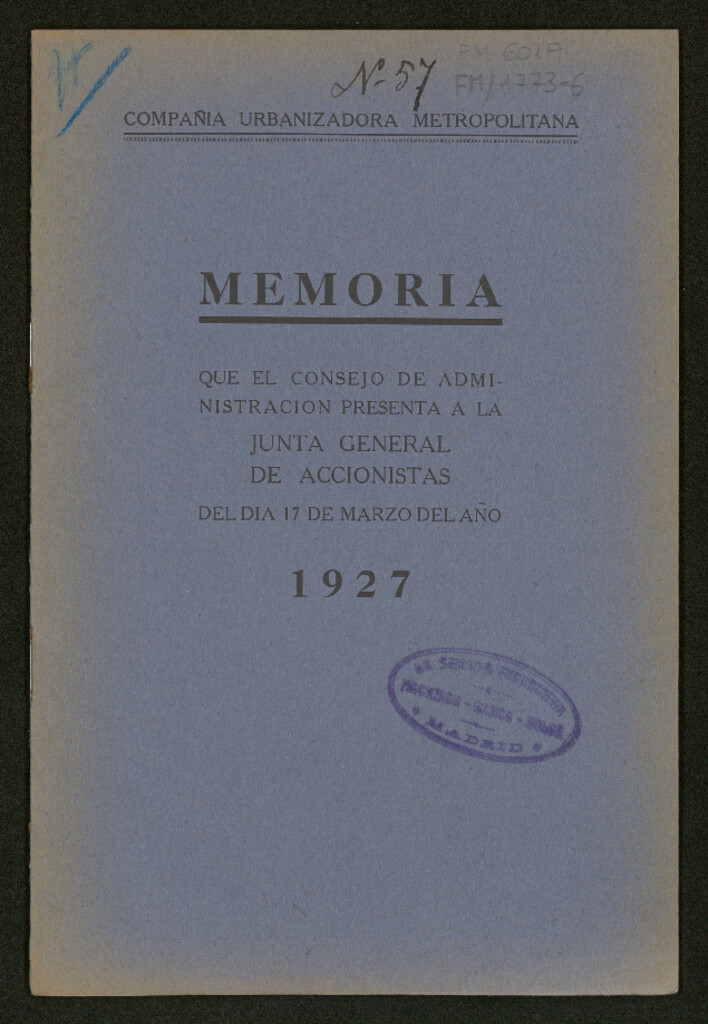 Nº 57
FM 6019
FM/1773-6
COMPAÑIA URBANIZADORA METROPOLITANA
MEMORIA
QUE EL CONSEJO DE ADMI-
NISTRACION PRESENTA A LA
JUNTA GENERAL
DE ACCIONISTAS
DEL DIA 17 DE MARZO DEL AÑO
1927
MADRID